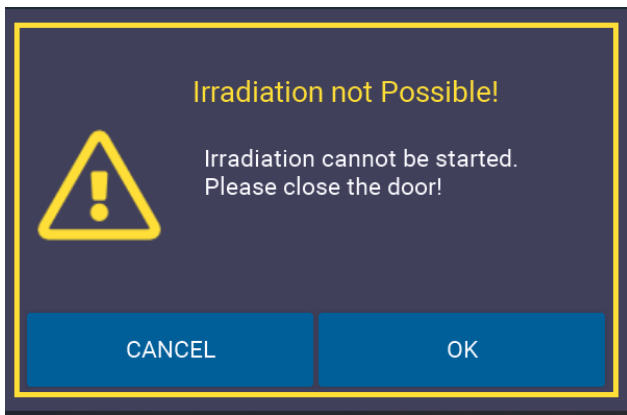 Irradiation not Possible!
Irradiation cannot be started.
Please close the door!
CANCEL
OK